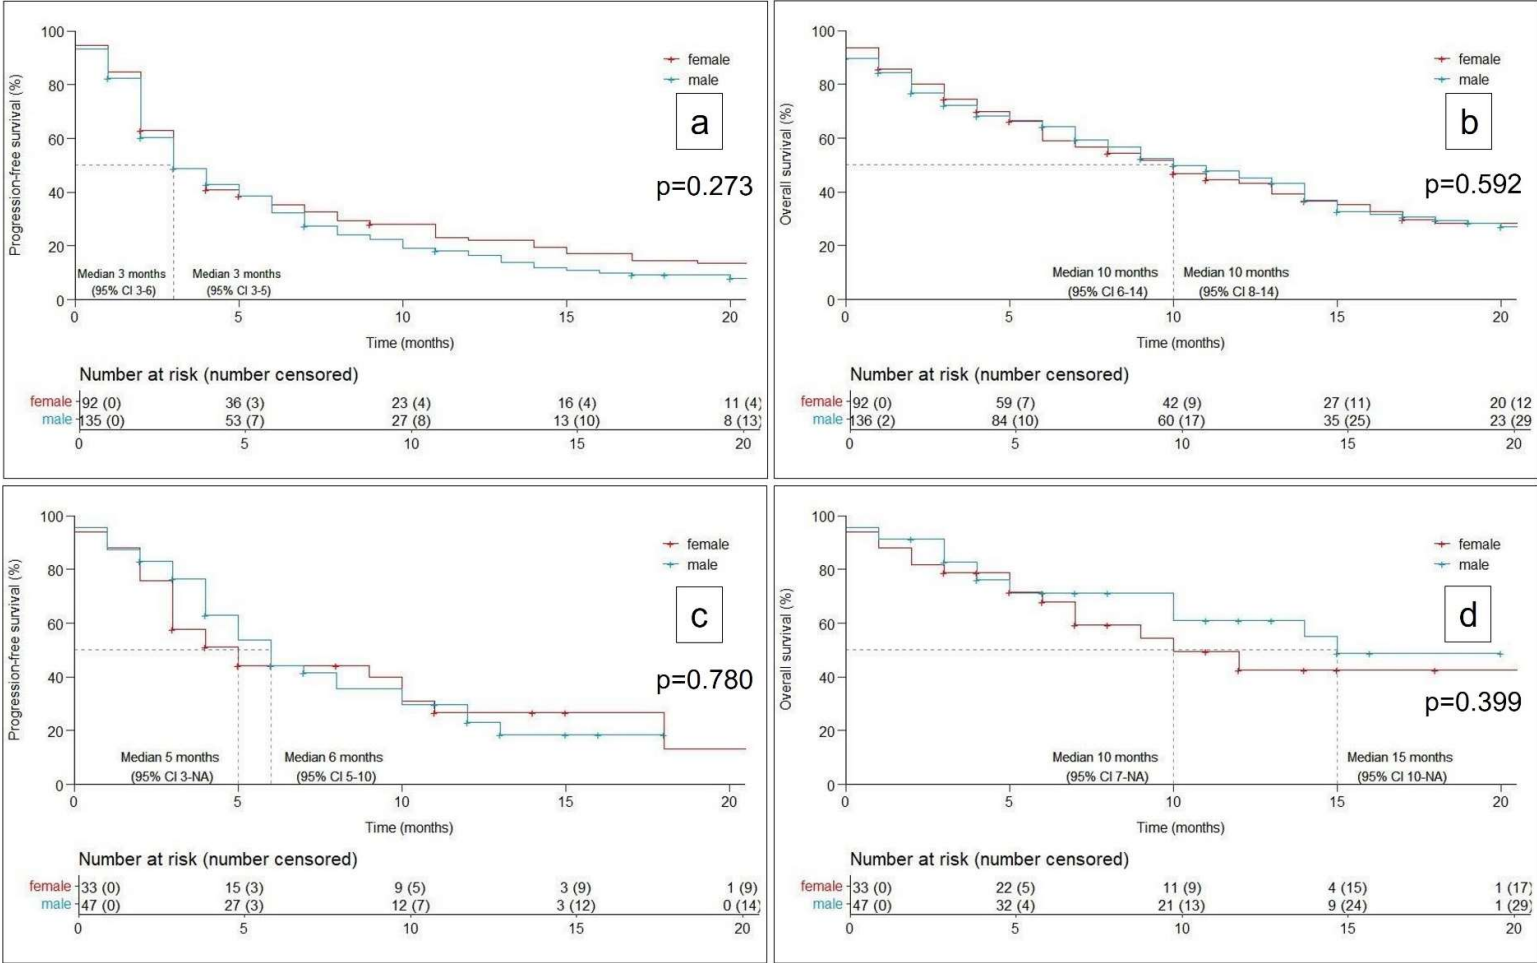 100
80
60
40
20
0
Progression-free survival (%)
female
male
a
p=0.273
Median 3 months
(95% CI 3-6)
Median 3 months
(95% CI 3-5)
0 5 10 15 20
Time (months)
Number at risk (number censored)
female 92 (0) 36 (3) 23 (4) 16 (4) 11 (4)
male 135 (0) 53 (7) 27 (8) 13 (10) 8 (13)
0 5 10 15 20
100
80
60
40
20
0
Overall survival (%)
female
male
b
p=0.592
Median 10 months
(95% CI 6-14)
Median 10 months
(95% CI 8-14)
0 5 10 15 20
Time (months)
Number at risk (number censored)
female 92 (0) 59 (7) 42 (9) 27 (11) 20 (12
male 136 (2) 84 (10) 60 (17) 35 (25) 23 (29
0 5 10 15 20
100
80
60
40
20
0
Progression-free survival (%)
female
male
c
p=0.780
Median 5 months
(95% CI 3-NA)
Median 6 months
(95% CI 5-10)
0 5 10 15 20
Time (months)
Number at risk (number censored)
female 33 (0) 15 (3) 9 (5) 3 (9) 1 (9)
male 47 (0) 27 (3) 12 (7) 3 (12) 0 (14)
0 5 10 15 20
100
80
60
40
20
0
Overall survival (%)
female
male
d
p=0.399
Median 10 months
(95% CI 7-NA)
Median 15 months
(95% CI 10-NA)
0 5 10 15 20
Time (months)
Number at risk (number censored)
female 33 (0) 22 (5) 11 (9) 4 (15) 1 (17)
male 47 (0) 32 (4) 21 (13) 9 (24) 1 (29)
0 5 10 15 20